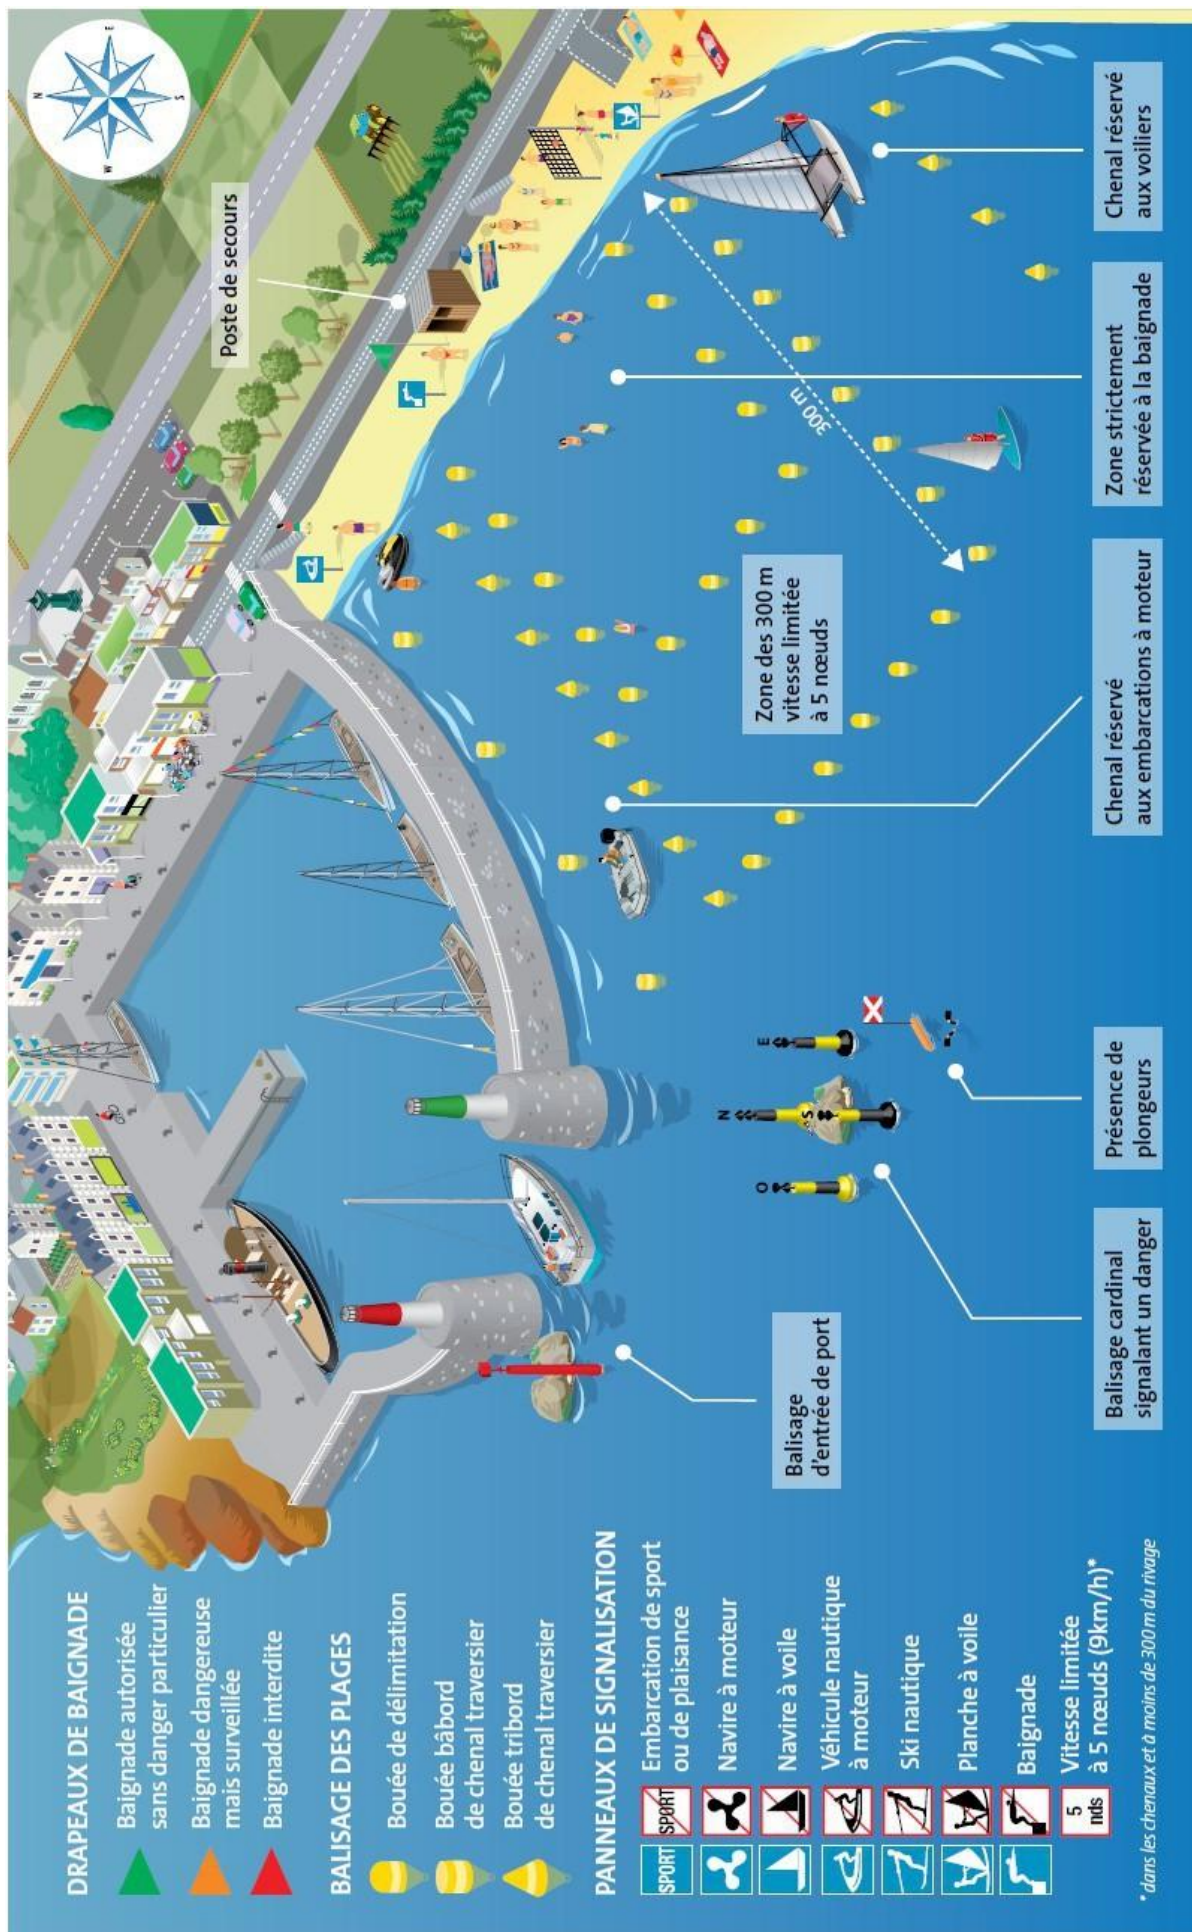 DRAPEAUX DE BAIGNADE
Baignade autorisée
sans danger particulier
Baignade dangereuse
mais surveillée
Baignade interdite
BALISAGE DES PLAGES
Bouée de délimitation
Bouée bâbord
de chenal traversier
Bouée tribord
de chenal traversier
PANNEAUX DE SIGNALISATION
SPORT SPORT Embarcation de sport
ou de plaisance
Navire à moteur
Navire à voile
Véhicule nautique
à moteur
Ski nautique
Planche à voile
Baignade
5 nds Vitesse limitée
à 5 nœuds (9km/h)*
* dans les chenaux et à moins de 300 m du rivage
N
E
S
W
Poste de secours
300 m
Zone des 300 m
vitesse limitée
à 5 nœuds
O
N
S
E
Balisage
d'entrée de port
Balisage cardinal
signalant un danger
Présence de
plongeurs
Chenal réservé
aux embarcations à moteur
Zone strictement
réservée à la baignade
Chenal réservé
aux voiliers